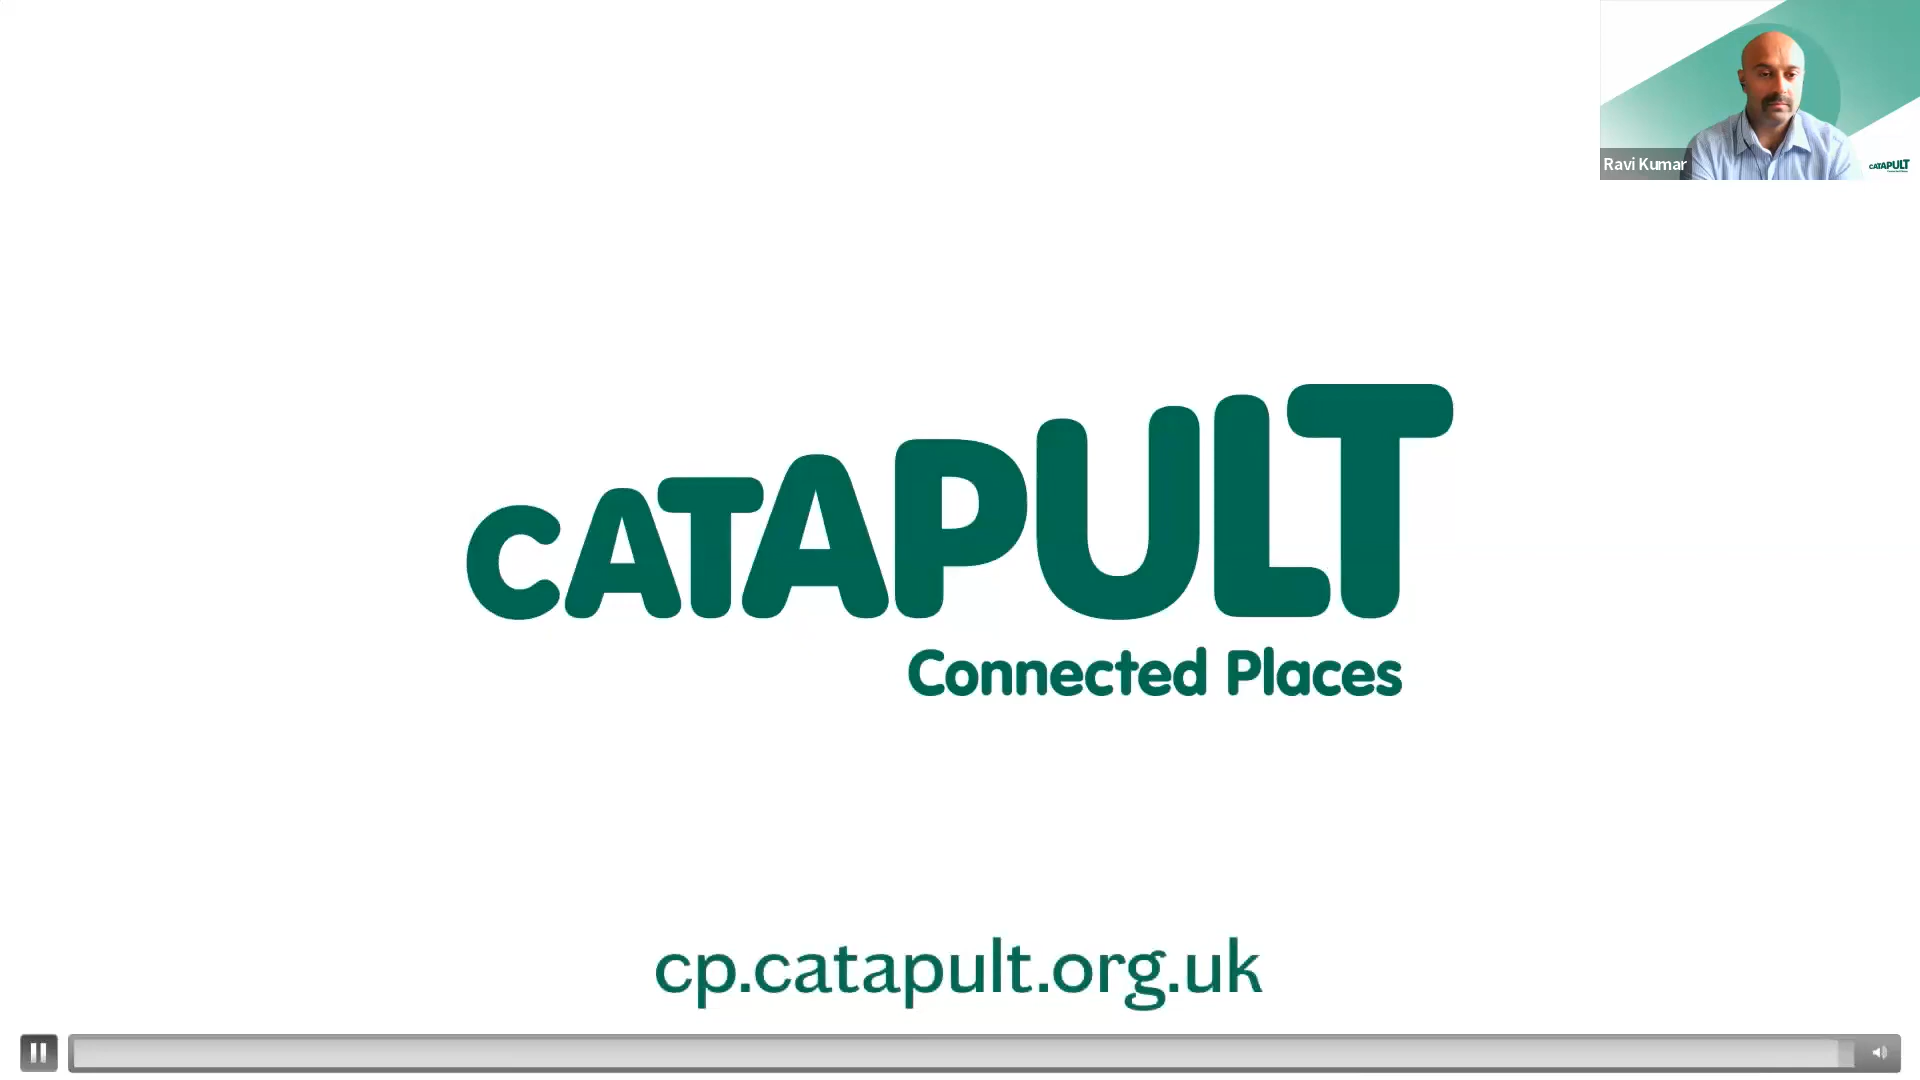 Ravi Kumar
CATAPULT
CATAPULT
Connected Places
cp.catapult.org.uk